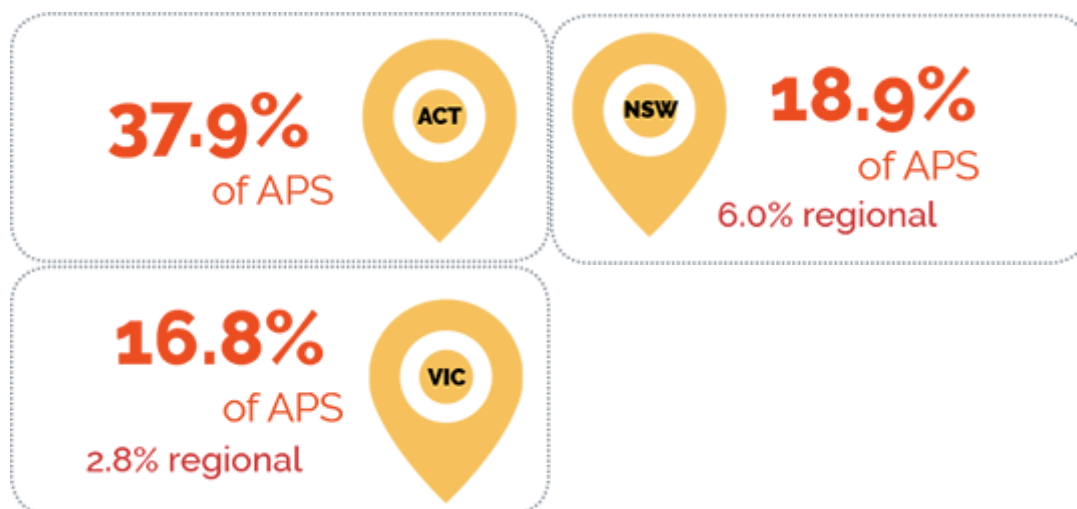 37.9%
of APS
ACT
NSW
18.9%
of APS
6.0% regional
16.8%
of APS
2.8% regional
VIC